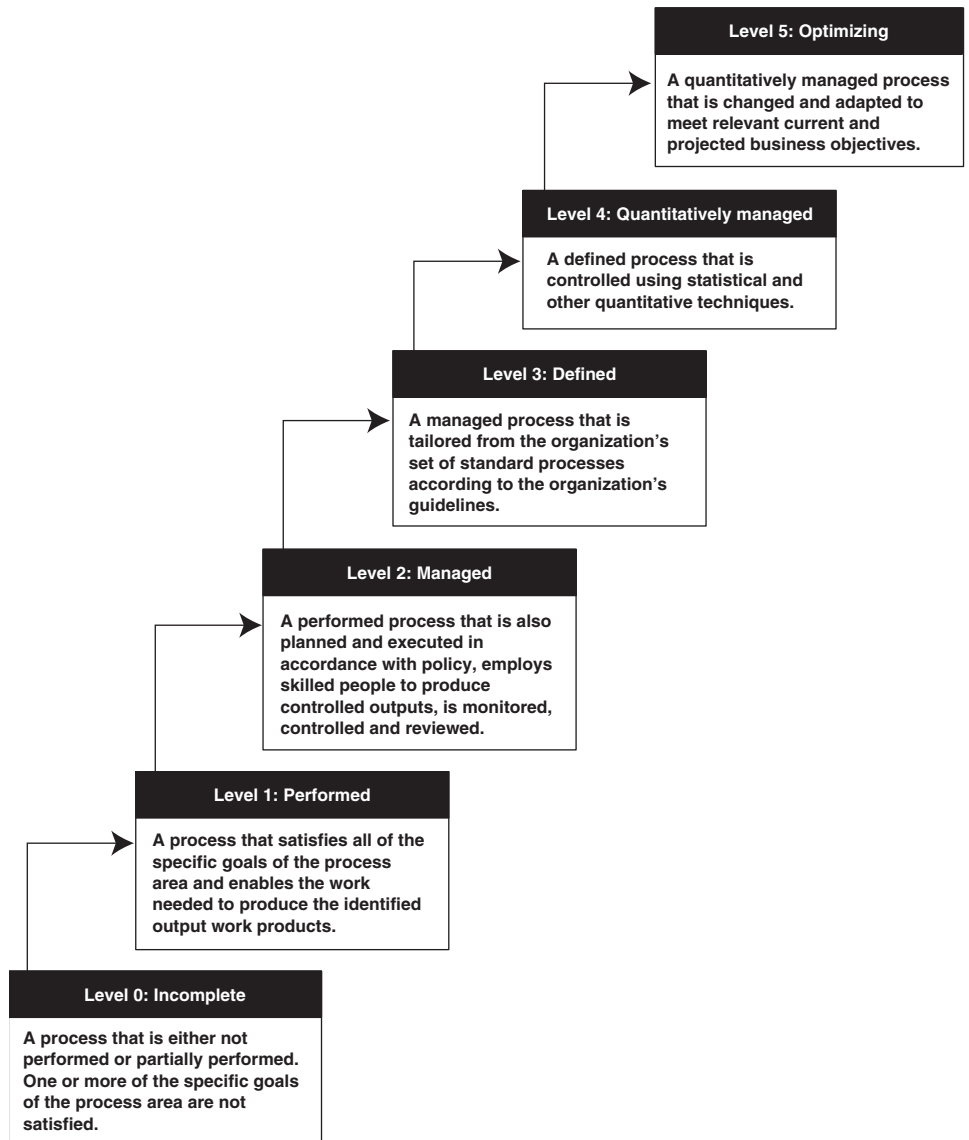 Level 5: Optimizing
A quantitatively managed process
that is changed and adapted to
meet relevant current and
projected business objectives.
Level 4: Quantitatively managed
A defined process that is
controlled using statistical and
other quantitative techniques.
Level 3: Defined
A managed process that is
tailored from the organization’s
set of standard processes
according to the organization’s
guidelines.
Level 2: Managed
A performed process that is also
planned and executed in
accordance with policy, employs
skilled people to produce
controlled outputs, is monitored,
controlled and reviewed.
Level 1: Performed
A process that satisfies all of the
specific goals of the process
area and enables the work
needed to produce the identified
output work products.
Level 0: Incomplete
A process that is either not
performed or partially performed.
One or more of the specific goals
of the process area are not
satisfied.